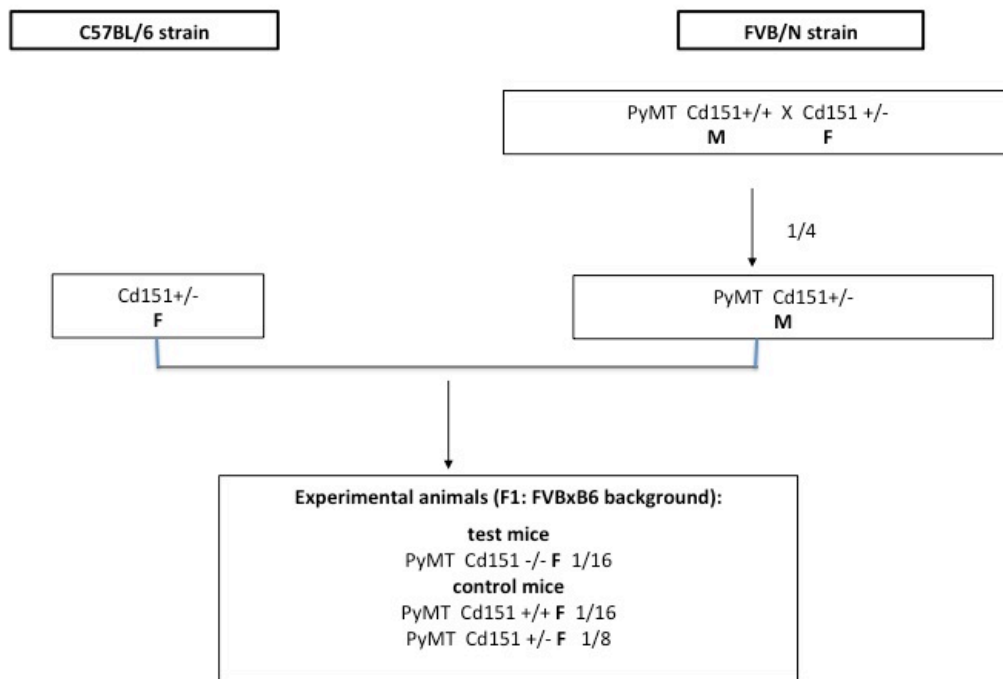 C57BL/6 strain
FVB/N strain
PyMT Cd151+/+ X Cd151 +/-
M F
1/4
Cd151+/-
F
PyMT Cd151+/-
M
Experimental animals (F1: FVBxB6 background):
test mice
PyMT Cd151 -/- F 1/16
control mice
PyMT Cd151 +/+ F 1/16
PyMT Cd151 +/- F 1/8